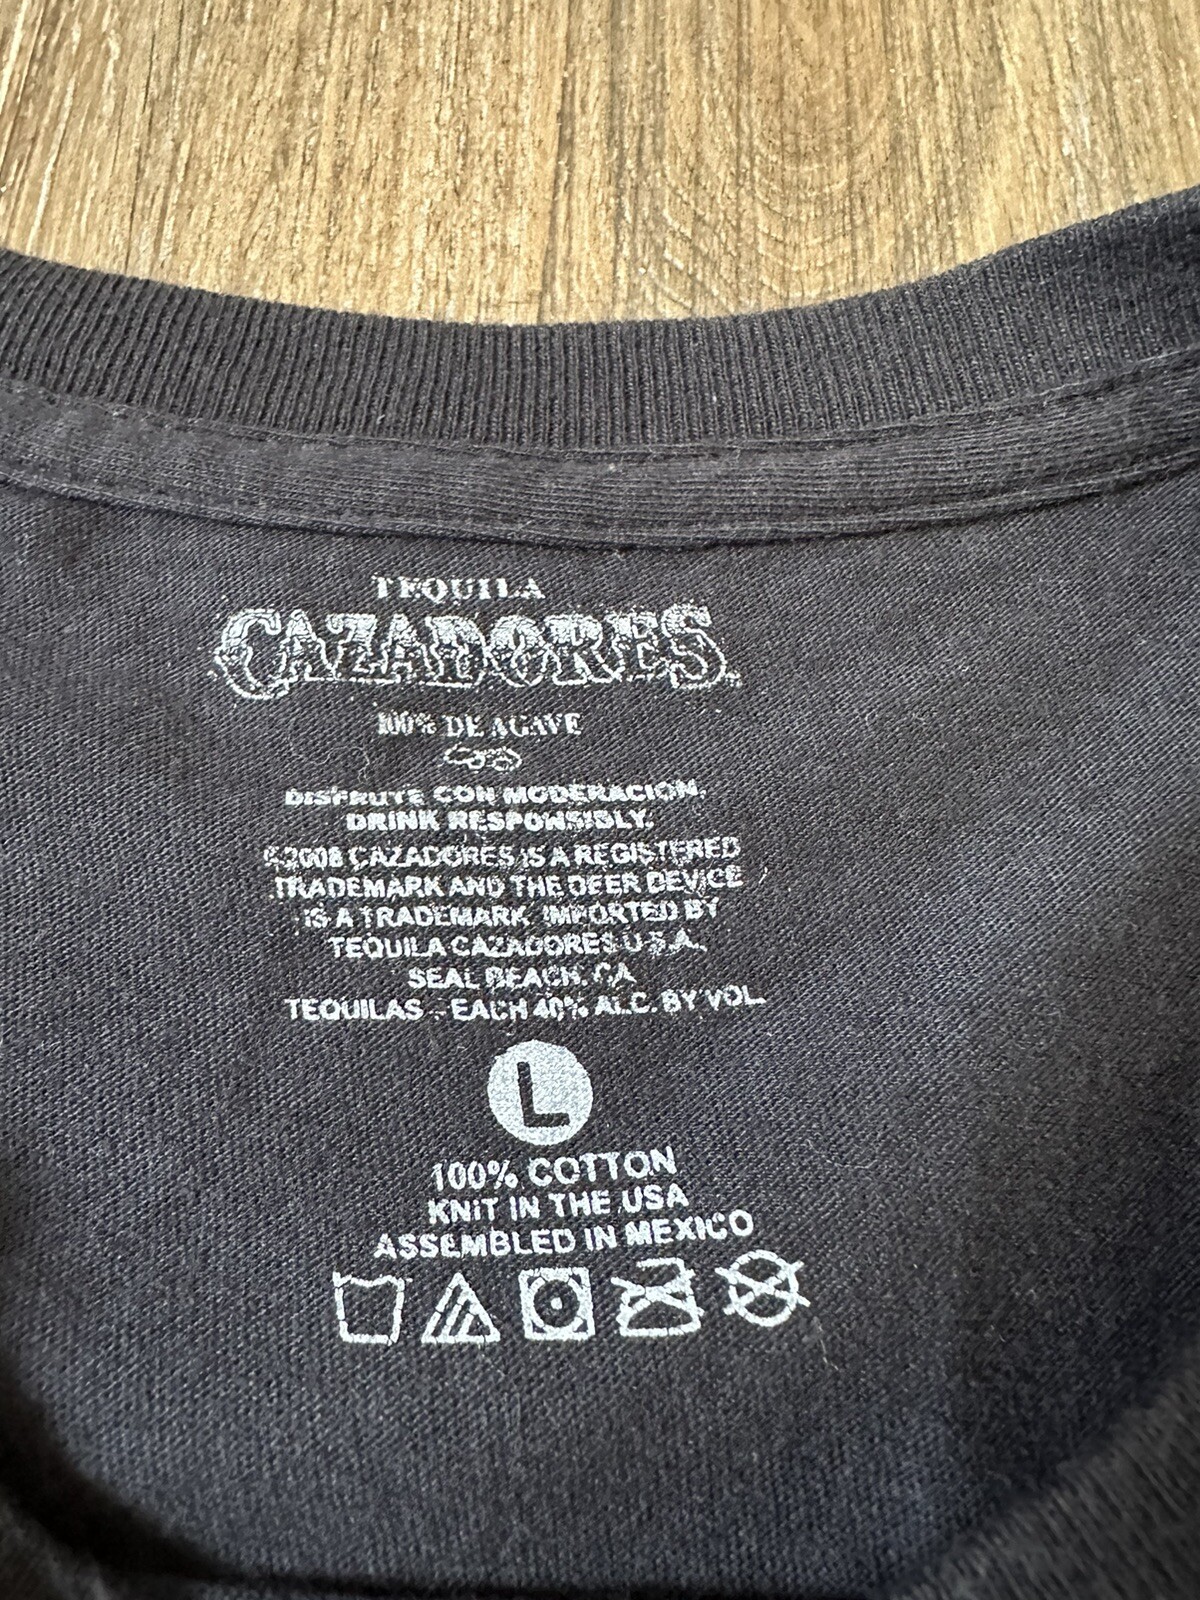 TEQUILA
CAZADORES
100% DE AGAVE
DISFRUTE CON MODERACION.
DRINK RESPONSIBLY.
©2008 CAZADORES IS A REGISTERED
TRADEMARK AND THE DEER DEVICE
IS A TRADEMARK. IMPORTED BY
TEQUILA CAZADORES U.S.A.,
SEAL BEACH, CA
TEQUILAS - EACH 40% ALC. BY VOL.
L
100% COTTON
KNIT IN THE USA
ASSEMBLED IN MEXICO